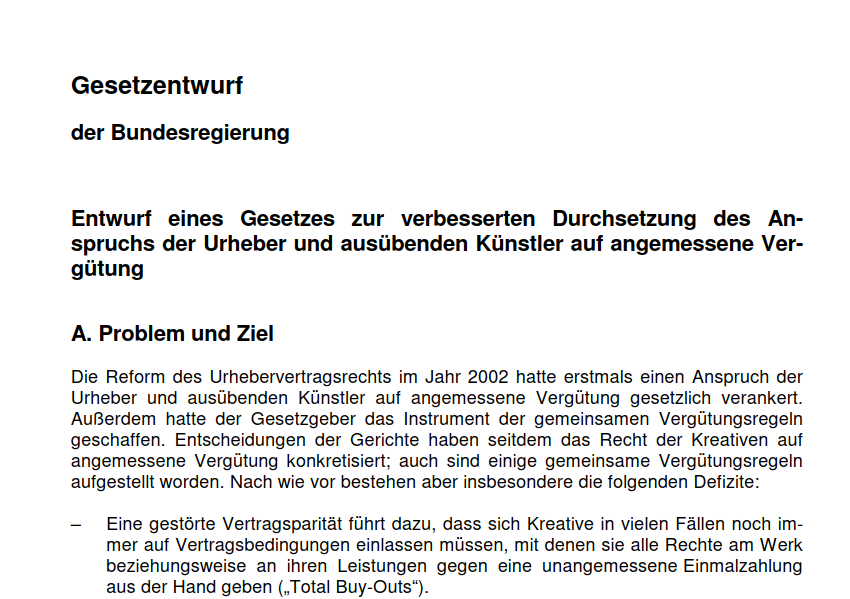 Gesetzentwurf
der Bundesregierung
Entwurf eines Gesetzes zur verbesserten Durchsetzung des An-
spruchs der Urheber und ausübenden Künstler auf angemessene Ver-
gütung
A. Problem und Ziel
Die Reform des Urhebervertragsrechts im Jahr 2002 hatte erstmals einen Anspruch der
Urheber und ausübenden Künstler auf angemessene Vergütung gesetzlich verankert.
Außerdem hatte der Gesetzgeber das Instrument der gemeinsamen Vergütungsregeln
geschaffen. Entscheidungen der Gerichte haben seitdem das Recht der Kreativen auf
angemessene Vergütung konkretisiert; auch sind einige gemeinsame Vergütungsregeln
aufgestellt worden. Nach wie vor bestehen aber insbesondere die folgenden Defizite:
– Eine gestörte Vertragsparität führt dazu, dass sich Kreative in vielen Fällen noch im-
mer auf Vertragsbedingungen einlassen müssen, mit denen sie alle Rechte am Werk
beziehungsweise an ihren Leistungen gegen eine unangemessene Einmalzahlung
aus der Hand geben („Total Buy-Outs“).